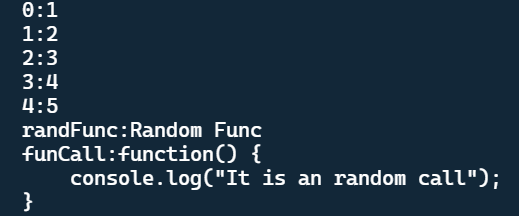 0:1
1:2
2:3
3:4
4:5
randFunc:Random Func
funCall:function() {
    console.log("It is an random call");
}